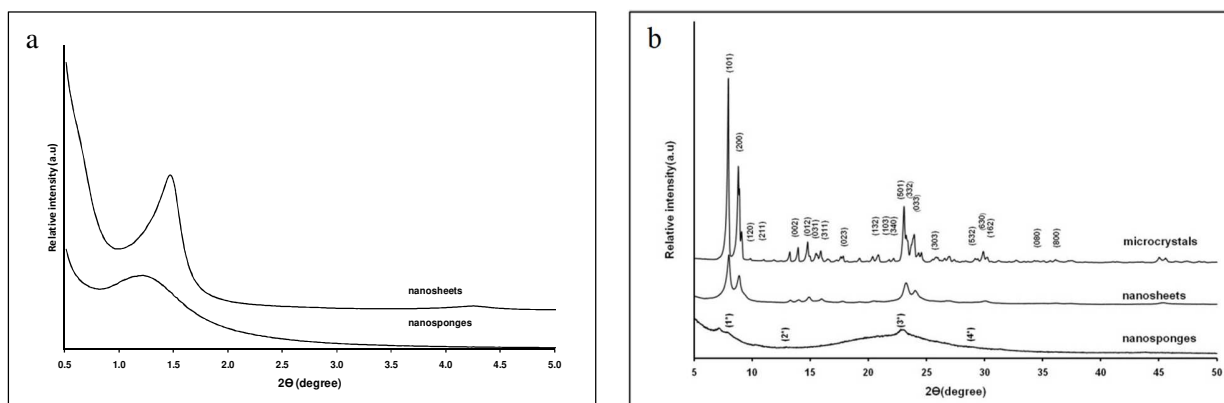 a
Relative intensity (a.u)
nanosheets
nanosponges
0.5 1.0 1.5 2.0 2.5 3.0 3.5 4.0 4.5 5.0
2Θ (degree)
b
Relative intensity(a.u)
(101)
(200)
(120)
(211)
(002)
(012)
(031)
(311)
(023)
(132)
(103)
(340)
(501)
(332)
(033)
(303)
(532)
(630)
(162)
(080)
(800)
microcrystals
nanosheets
(1*)
(2*)
(3*)
(4*)
nanosponges
5 10 15 20 25 30 35 40 45 50
2Θ(degree)